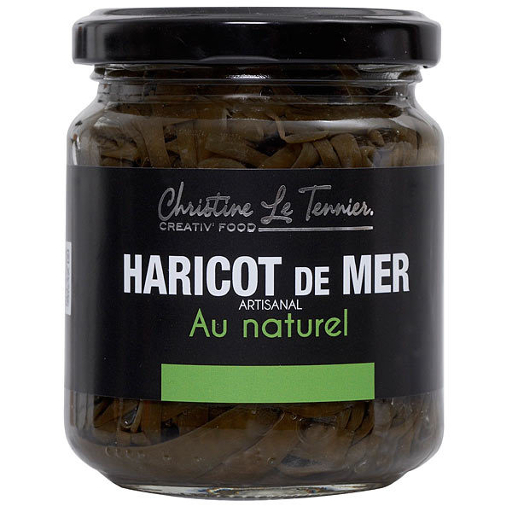 Christine Le Tennier.
CREATIV' FOOD
HARICOT DE MER
ARTISANAL
Au naturel